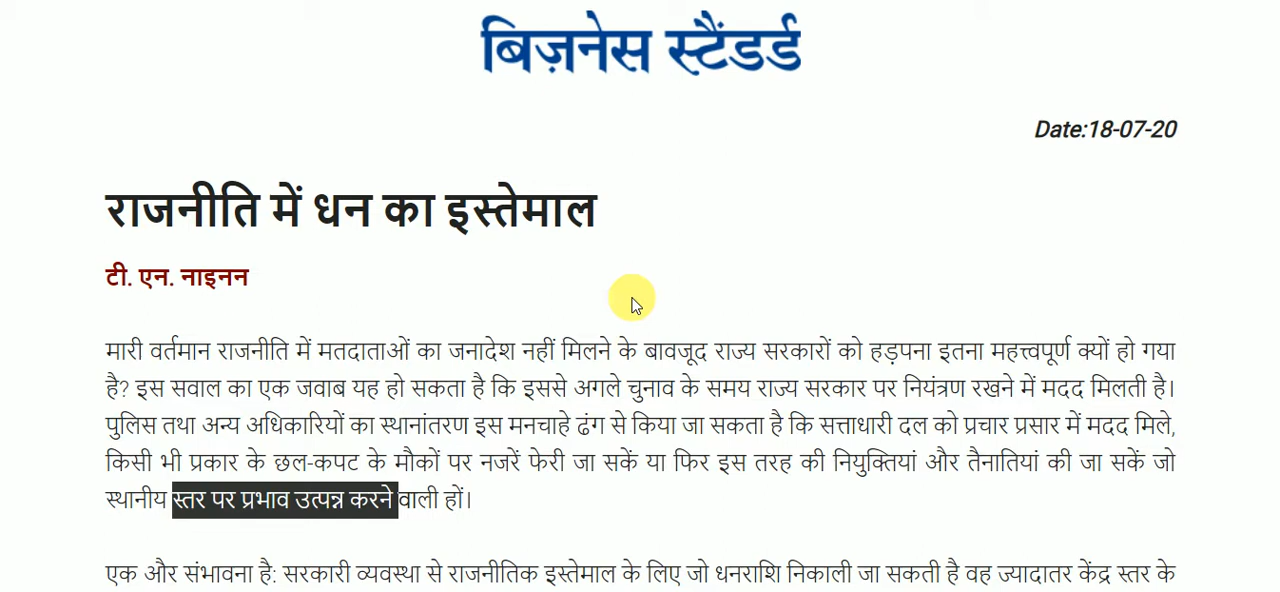 बिज़नेस स्टैंडर्ड
Date:18-07-20
राजनीति में धन का इस्तेमाल
टी. एन. नाइनन
मारी वर्तमान राजनीति में मतदाताओं का जनादेश नहीं मिलने के बावजूद राज्य सरकारों को हड़पना इतना महत्त्वपूर्ण क्यों हो गया
है? इस सवाल का एक जवाब यह हो सकता है कि इससे अगले चुनाव के समय राज्य सरकार पर नियंत्रण रखने में मदद मिलती है।
पुलिस तथा अन्य अधिकारियों का स्थानांतरण इस मनचाहे ढंग से किया जा सकता है कि सत्ताधारी दल को प्रचार प्रसार में मदद मिले,
किसी भी प्रकार के छल-कपट के मौकों पर नजरें फेरी जा सकें या फिर इस तरह की नियुक्तियां और तैनातियां की जा सकें जो
स्थानीय स्तर पर प्रभाव उत्पन्न करने वाली हों।
एक और संभावना है: सरकारी व्यवस्था से राजनीतिक इस्तेमाल के लिए जो धनराशि निकाली जा सकती है वह ज्यादातर केंद्र स्तर के